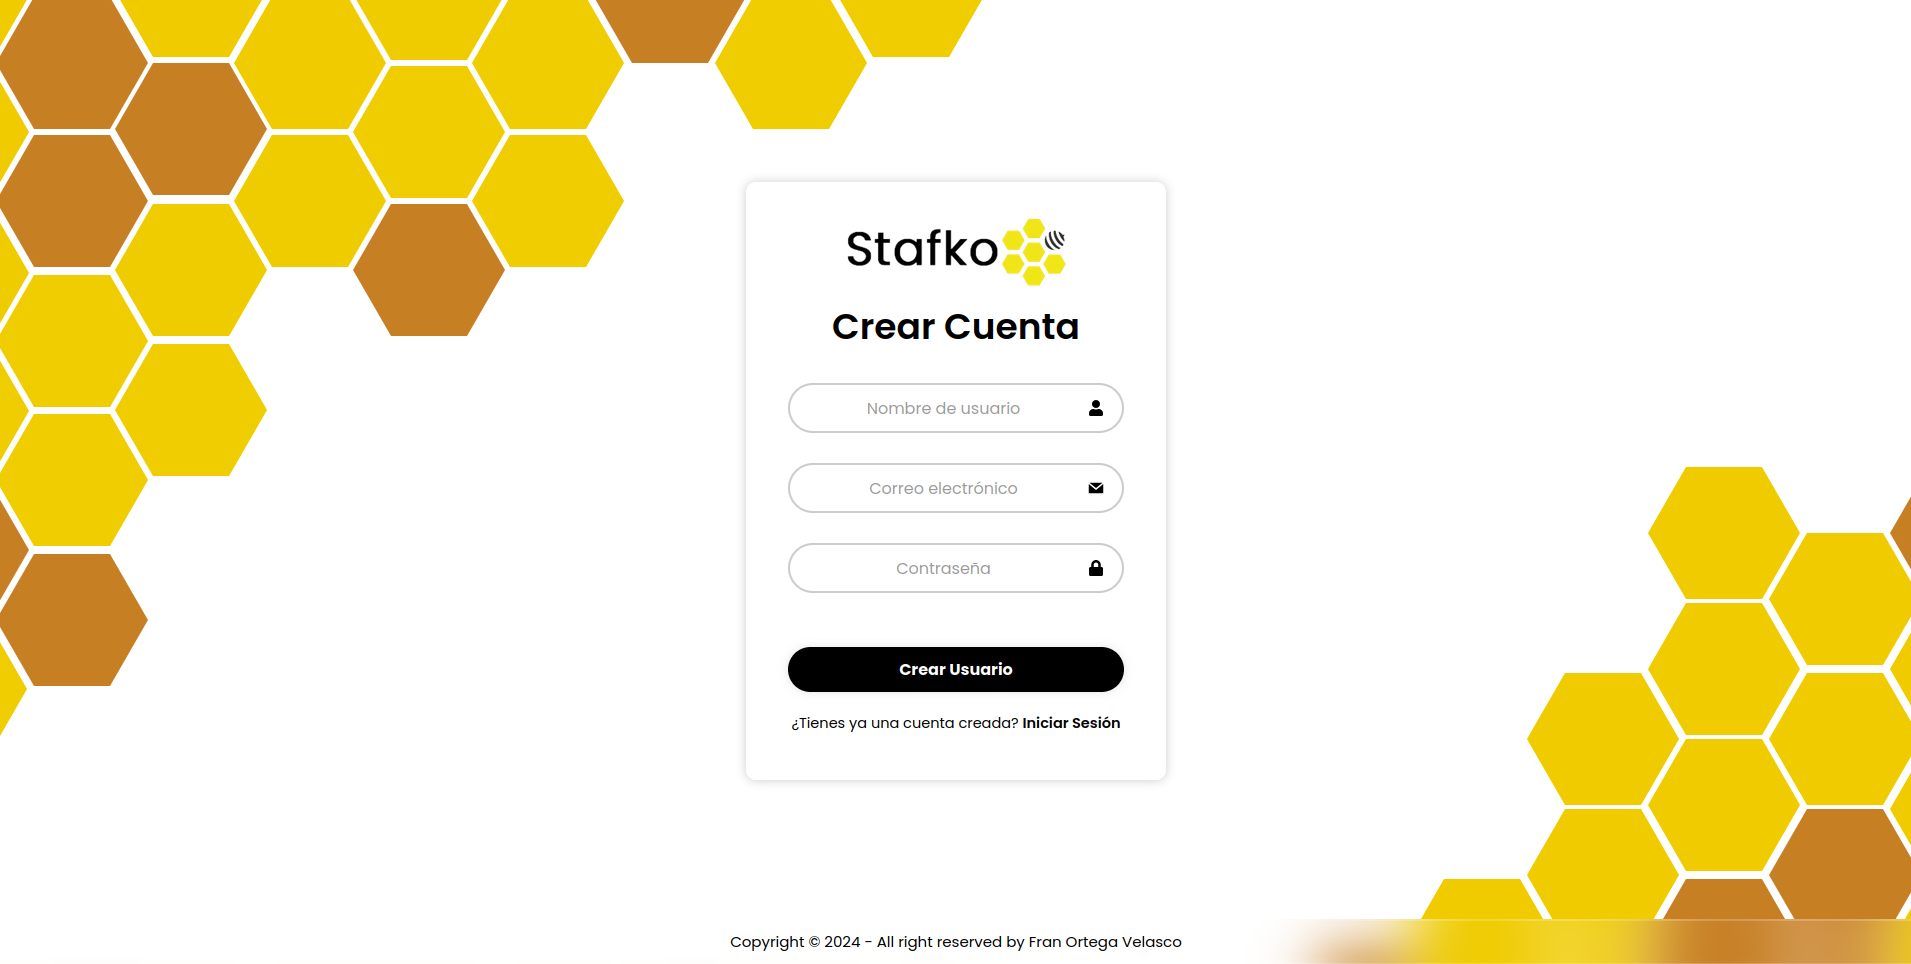 Stafko
Crear Cuenta
Nombre de usuario
Correo electrónico
Contraseña
Crear Usuario
¿Tienes ya una cuenta creada? Iniciar Sesión
Copyright © 2024 - All right reserved by Fran Ortega Velasco